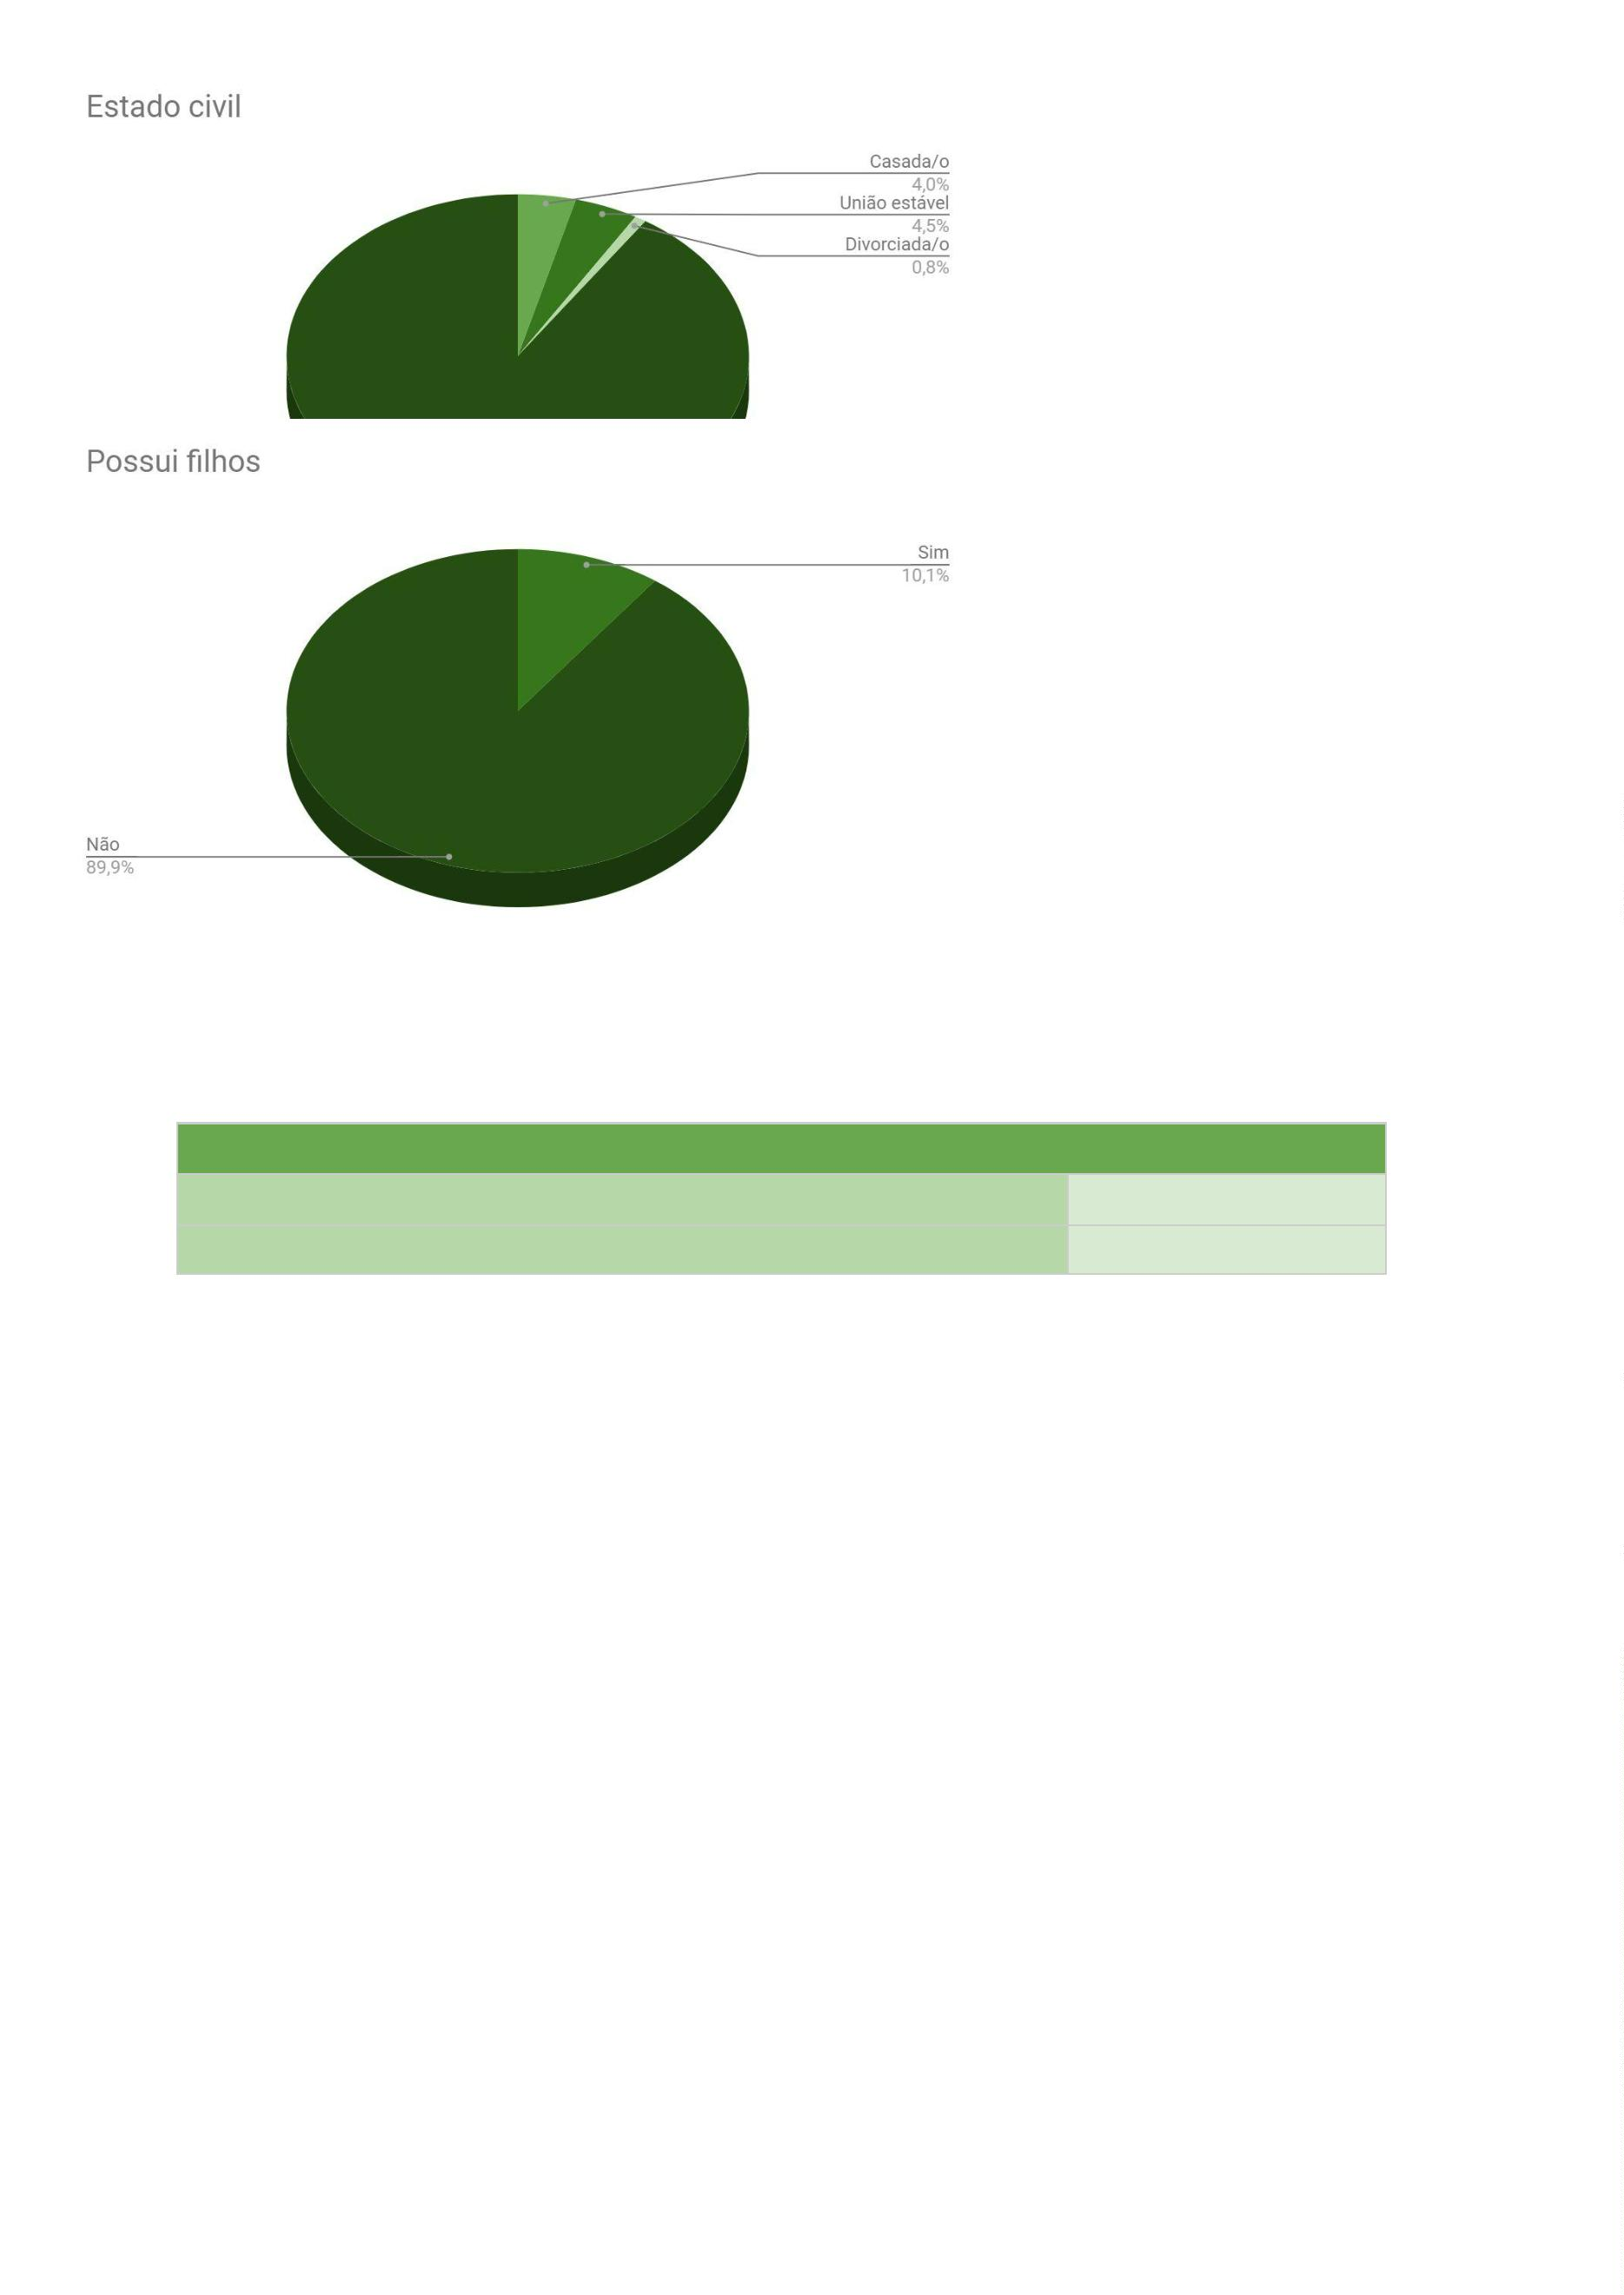 Estado civil
Casada/o
4,0%
União estável
4,5%
Divorciada/o
0,8%
Possui filhos
Sim
10,1%
Não
89,9%